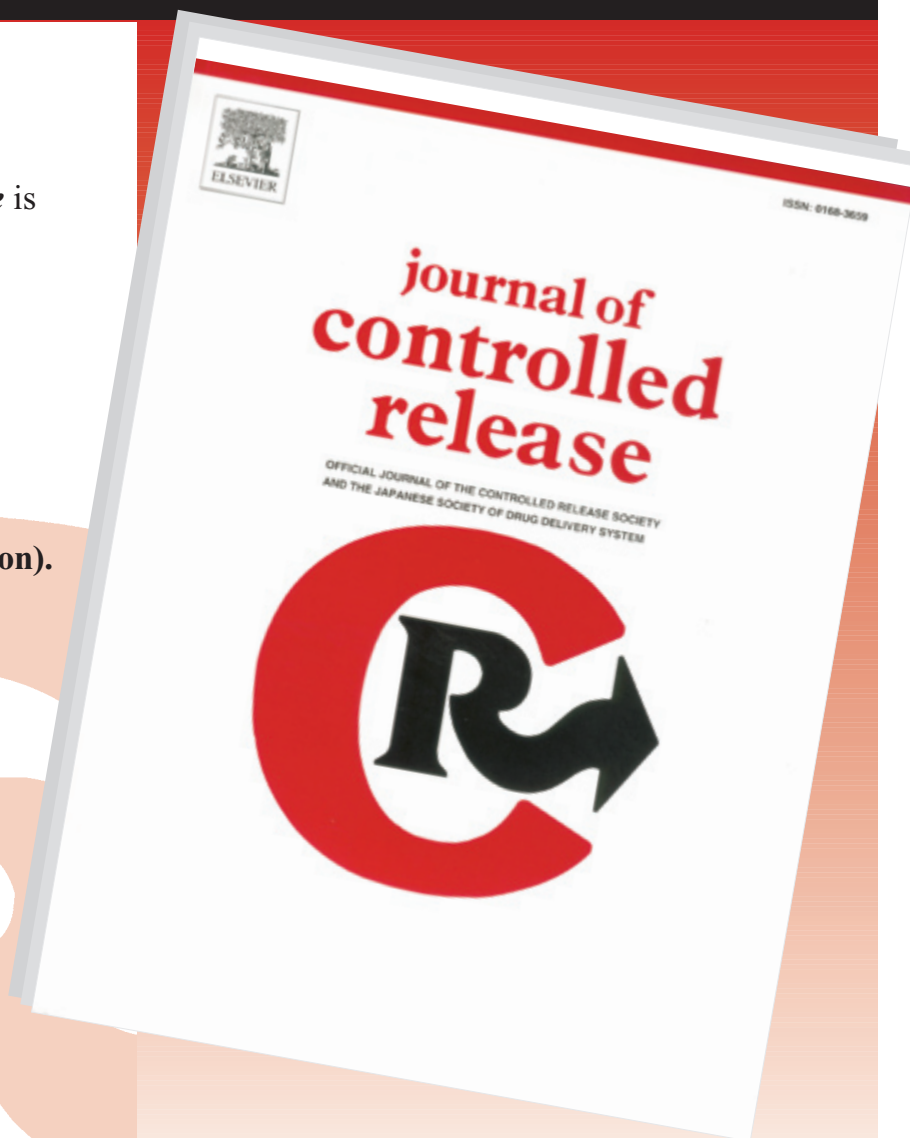 e is
ELSEVIER
ISSN: 0168-3659
journal of
controlled
release
OFFICIAL JOURNAL OF THE CONTROLLED RELEASE SOCIETY
AND THE JAPANESE SOCIETY OF DRUG DELIVERY SYSTEM
on).
CR